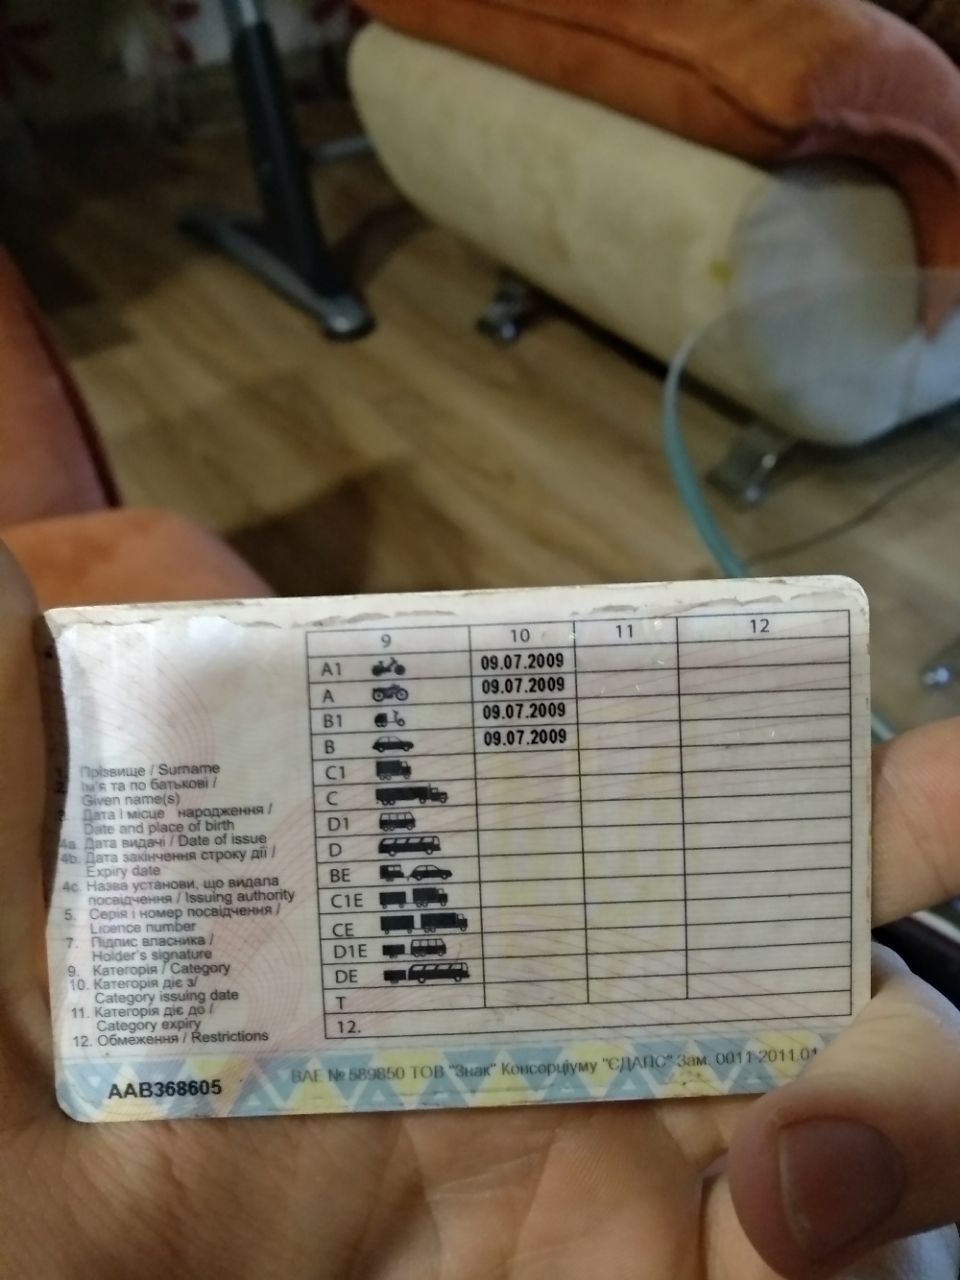 9 10 11 12
A1 09.07.2009
A 09.07.2009
B1 09.07.2009
B 09.07.2009
C1
C
D1
D
BE
C1E
CE
D1E
DE
T
12.
Прізвище / Surname
Ім'я та по батькові /
Given name(s)
3. Дата і місце народження /
Date and place of birth
4a. Дата видачі / Date of issue
4b. Дата закінчення строку дії /
Expiry date
4c. Назва установи, що видала
посвідчення / Issuing authority
5. Серія і номер посвідчення /
Licence number
7. Підпис власника /
Holder's signature
9. Категорія / Category
10. Категорія діє з/
Category issuing date
11. Категорія діє до /
Category expiry
12. Обмеження / Restrictions
AAB368605
ВАЕ № 589850 ТОВ "Знак" Консорціуму "ЄДАПС" Зам. 0011 2011.01